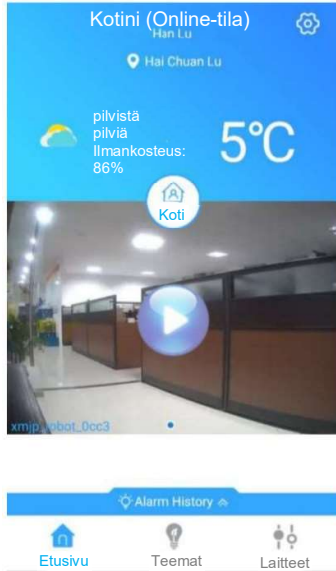 Kotini (Online-tila)
Han Lu
Hai Chuan Lu
pilvistä
pilviä
Ilmankosteus:
86%
5°C
Koti
xmjp_robot_0cc3
Alarm History
Etusivu
Teemat
Laitteet